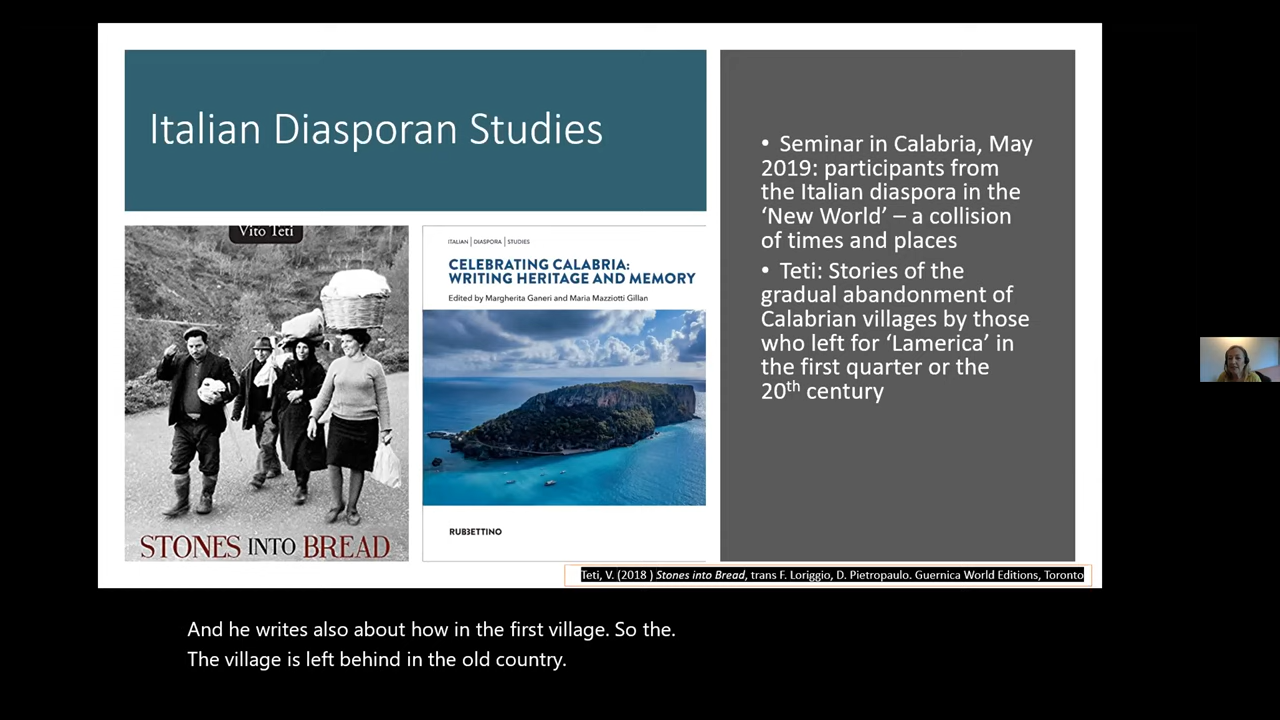 Italian Diasporan Studies
Vito Teti
STONES INTO BREAD
ITALIAN | DIASPORA | STUDIES
CELEBRATING CALABRIA:
WRITING HERITAGE AND MEMORY
Edited by Margherita Ganeri and Maria Mazziotti Gillan
RUBBETTINO
• Seminar in Calabria, May
2019: participants from
the Italian diaspora in the
‘New World’ – a collision
of times and places
• Teti: Stories of the
gradual abandonment of
Calabrian villages by those
who left for ‘Lamerica’ in
the first quarter or the
20th century
Teti, V. (2018 ) Stones into Bread, trans F. Loriggio, D. Pietropaulo. Guernica World Editions, Toronto
And he writes also about how in the first village. So the.
The village is left behind in the old country.